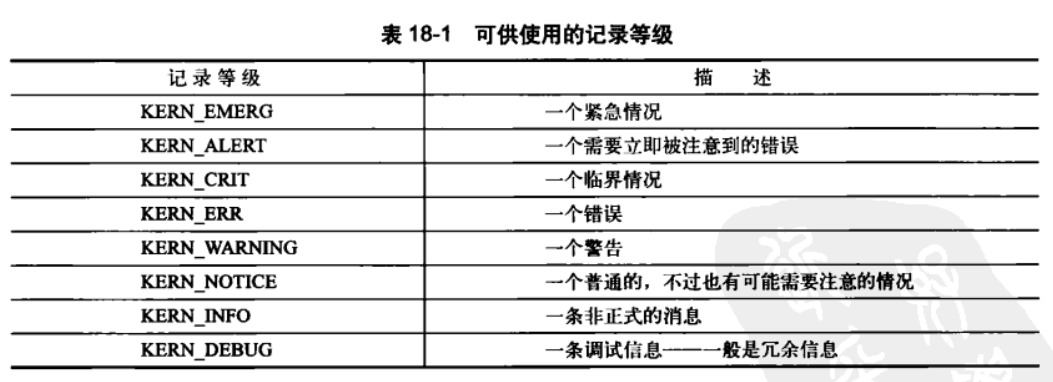 表 18-1 可供使用的记录等级
记录等级 描述
KERN_EMERG 一个紧急情况
KERN_ALERT 一个需要立即被注意到的错误
KERN_CRIT 一个临界情况
KERN_ERR 一个错误
KERN_WARNING 一个警告
KERN_NOTICE 一个普通的，不过也有可能需要注意的情况
KERN_INFO 一条非正式的消息
KERN_DEBUG 一条调试信息——一般是冗余信息